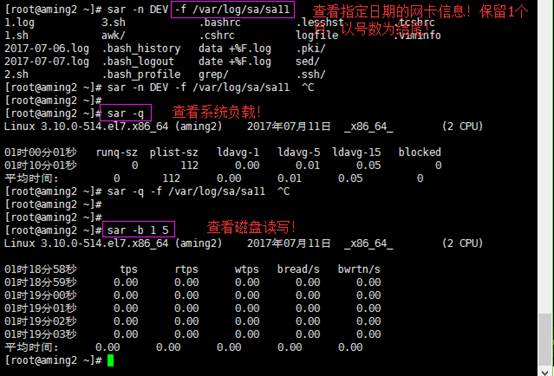 [root@aming2 ~]# sar -n DEV -f /var/log/sa/sa11 查看指定日期的网卡信息！保留1个
1.log 3.sh .bashrc .lesshst .tcshrc
月，以号数为结尾！
1.sh awk/ .cshrc logfile .viminfo
2017-07-06.log .bash_history data +%F.log .pki/
2017-07-07.log .bash_logout date +%F.log sed/
2.sh .bash_profile grep/ .ssh/
[root@aming2 ~]# sar -n DEV -f /var/log/sa/sa11 ^C
[root@aming2 ~]#
[root@aming2 ~]# sar -q 查看系统负载！
Linux 3.10.0-514.el7.x86_64 (aming2) 2017年07月11日 _x86_64_ (2 CPU)
01时00分01秒 runq-sz plist-sz ldavg-1 ldavg-5 ldavg-15 blocked
01时10分01秒 0 112 0.00 0.01 0.05 0
平均时间: 0 112 0.00 0.01 0.05 0
[root@aming2 ~]# sar -q -f /var/log/sa/sa11 ^C
[root@aming2 ~]#
[root@aming2 ~]#
[root@aming2 ~]# sar -b 1 5 查看磁盘读写！
Linux 3.10.0-514.el7.x86_64 (aming2) 2017年07月11日 _x86_64_ (2 CPU)
01时18分58秒 tps rtps wtps bread/s bwrtn/s
01时18分59秒 0.00 0.00 0.00 0.00 0.00
01时19分00秒 0.00 0.00 0.00 0.00 0.00
01时19分01秒 0.00 0.00 0.00 0.00 0.00
01时19分02秒 0.00 0.00 0.00 0.00 0.00
01时19分03秒 0.00 0.00 0.00 0.00 0.00
平均时间: 0.00 0.00 0.00 0.00 0.00
[root@aming2 ~]#